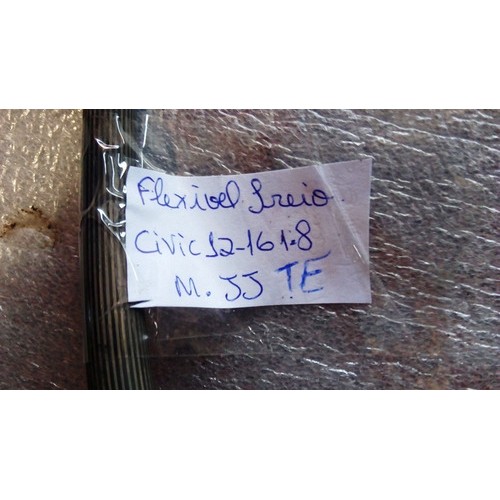 Flexivel freio
Civic 12-16 1.8
M. JJ TE